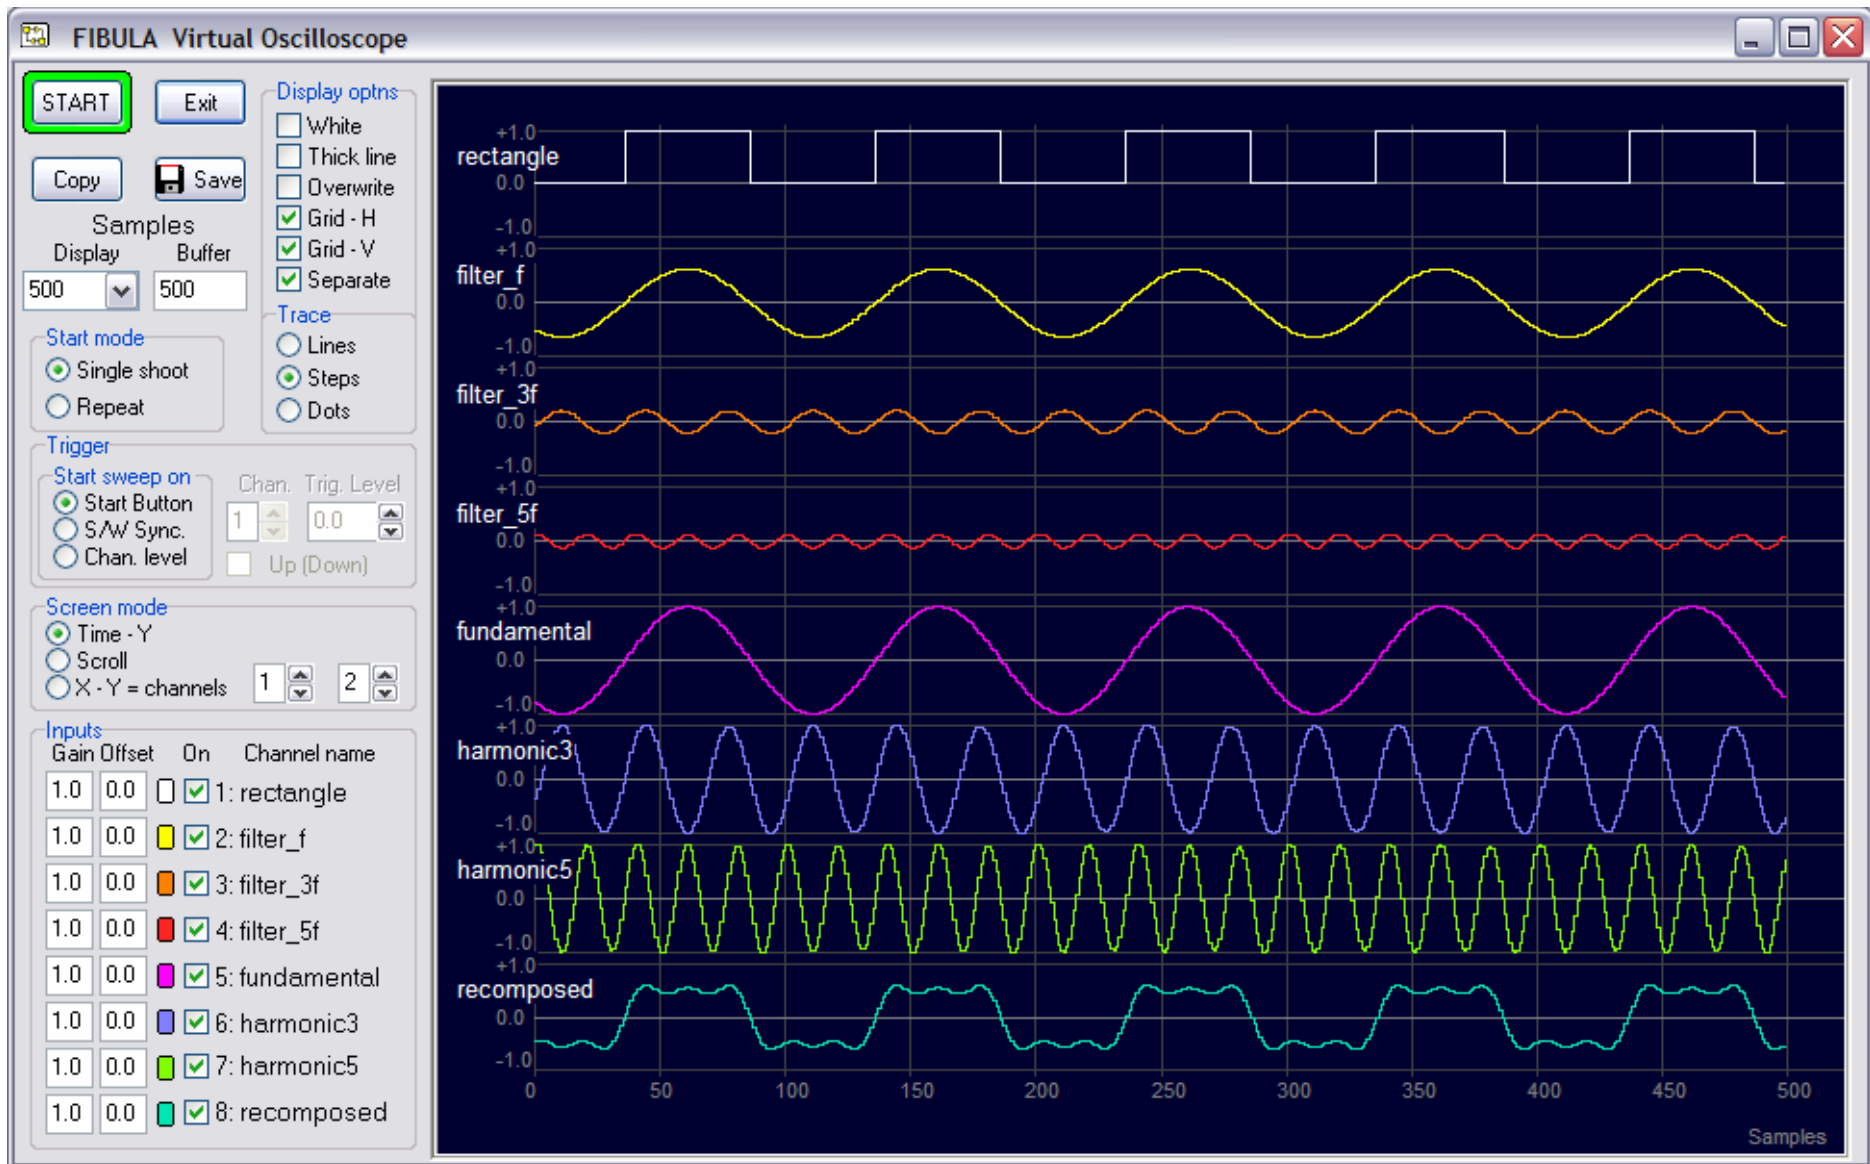 FIBULA Virtual Oscilloscope
START
Exit
Copy
Save
Samples
Display
Buffer
500
500
Display optns
White
Thick line
Overwrite
Grid - H
Grid - V
Separate
Trace
Lines
Steps
Dots
Start mode
Single shoot
Repeat
Trigger
Start sweep on
Start Button
S/W Sync.
Chan. level
Chan.
Trig. Level
1
0.0
Up (Down)
Screen mode
Time - Y
Scroll
X - Y = channels
1
2
Inputs
Gain Offset On Channel name
1.0 0.0 1: rectangle
1.0 0.0 2: filter_f
1.0 0.0 3: filter_3f
1.0 0.0 4: filter_5f
1.0 0.0 5: fundamental
1.0 0.0 6: harmonic3
1.0 0.0 7: harmonic5
1.0 0.0 8: recomposed
+1.0
rectangle
0.0
-1.0
+1.0
filter_f
0.0
-1.0
+1.0
filter_3f
0.0
-1.0
+1.0
filter_5f
0.0
-1.0
+1.0
fundamental
0.0
-1.0
+1.0
harmonic3
0.0
-1.0
+1.0
harmonic5
0.0
-1.0
+1.0
recomposed
0.0
-1.0
0 50 100 150 200 250 300 350 400 450 500
Samples